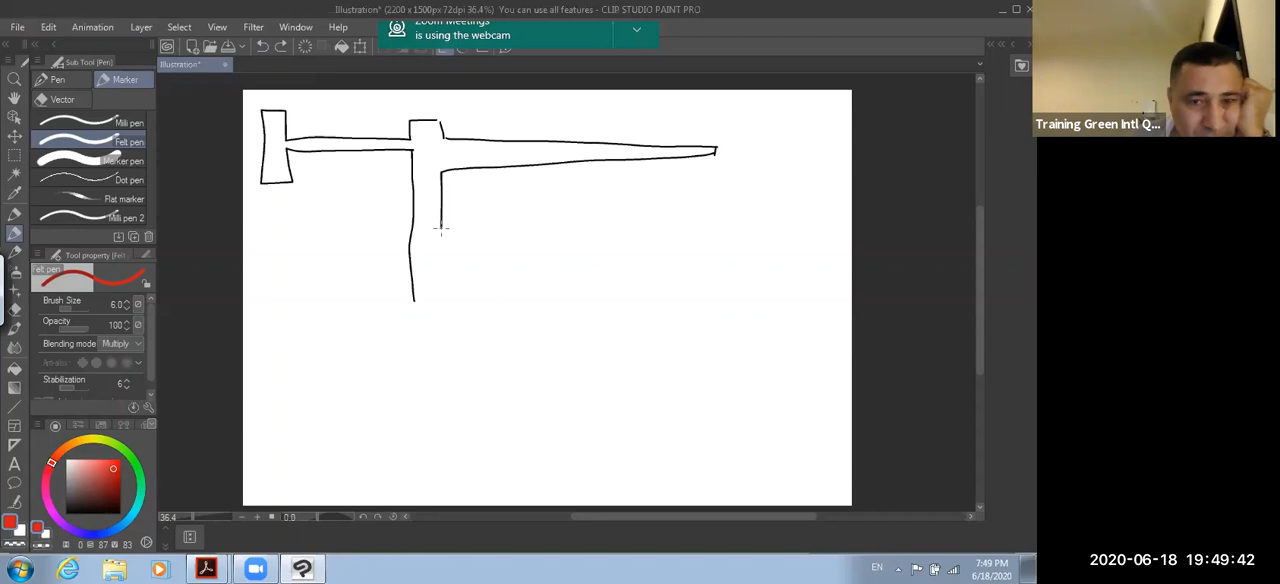 Illustration* (2200 x 1500px 72dpi 36.4%) You can use all features - CLIP STUDIO PAINT PRO
File Edit Animation Layer Select View Filter Window Help
Zoom Meetings
is using the webcam
Sub Tool [Pen]
Illustration*
Pen Marker
Vector
Milli pen
Felt pen
Marker pen
Dot pen
Flat marker
Milli pen 2
Tool property [Felt
Felt pen
Brush Size 6.0
Opacity 100
Blending mode Multiply
Stabilization 6
H 0 S 87 V 83
36.4 0.0
Training Green Intl Q...
2020-06-18 19:49:42
EN
7:49 PM
6/18/2020